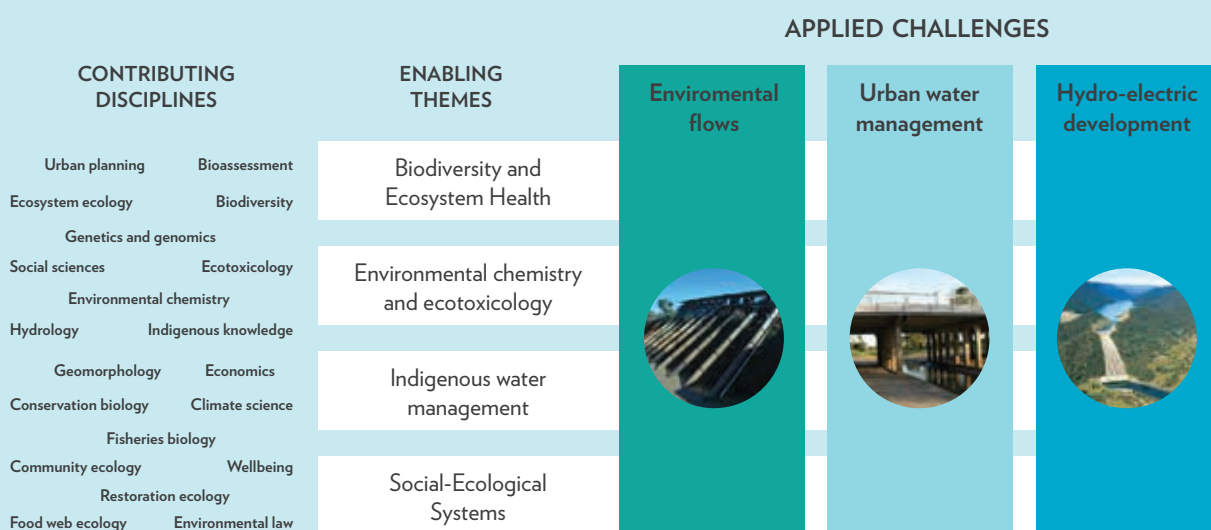 APPLIED CHALLENGES
CONTRIBUTING
DISCIPLINES
ENABLING
THEMES
Enviromental
flows
Urban water
management
Hydro-electric
development
Urban planning Bioassessment
Ecosystem ecology Biodiversity
Genetics and genomics
Social sciences Ecotoxicology
Environmental chemistry
Hydrology Indigenous knowledge
Geomorphology Economics
Conservation biology Climate science
Fisheries biology
Community ecology Wellbeing
Restoration ecology
Food web ecology Environmental law
Biodiversity and
Ecosystem Health
Environmental chemistry
and ecotoxicology
Indigenous water
management
Social-Ecological
Systems